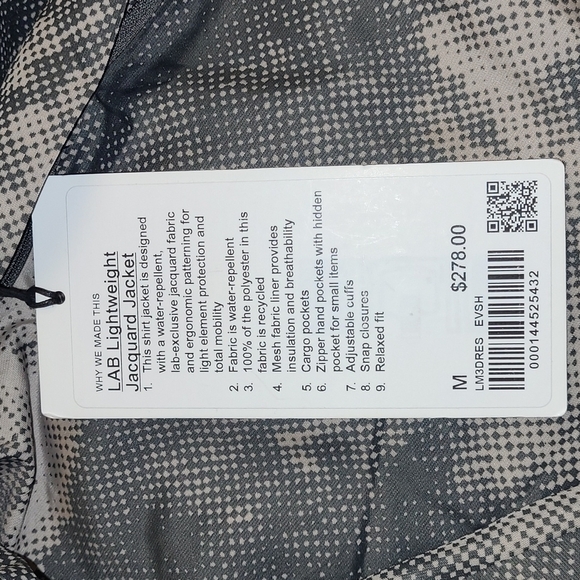 WHY WE MADE THIS
LAB Lightweight
Jacquard Jacket
1. This shirt jacket is designed
with a water-repellent,
lab-exclusive jacquard fabric
and ergonomic patterning for
light element protection and
total mobility
2. Fabric is water-repellent
3. 100% of the polyester in this
fabric is recycled
4. Mesh fabric liner provides
insulation and breathability
5. Cargo pockets
6. Zipper hand pockets with hidden
pocket for small items
7. Adjustable cuffs
8. Snap closures
9. Relaxed fit
M $278.00
LM3DRES EVSH
000144525432